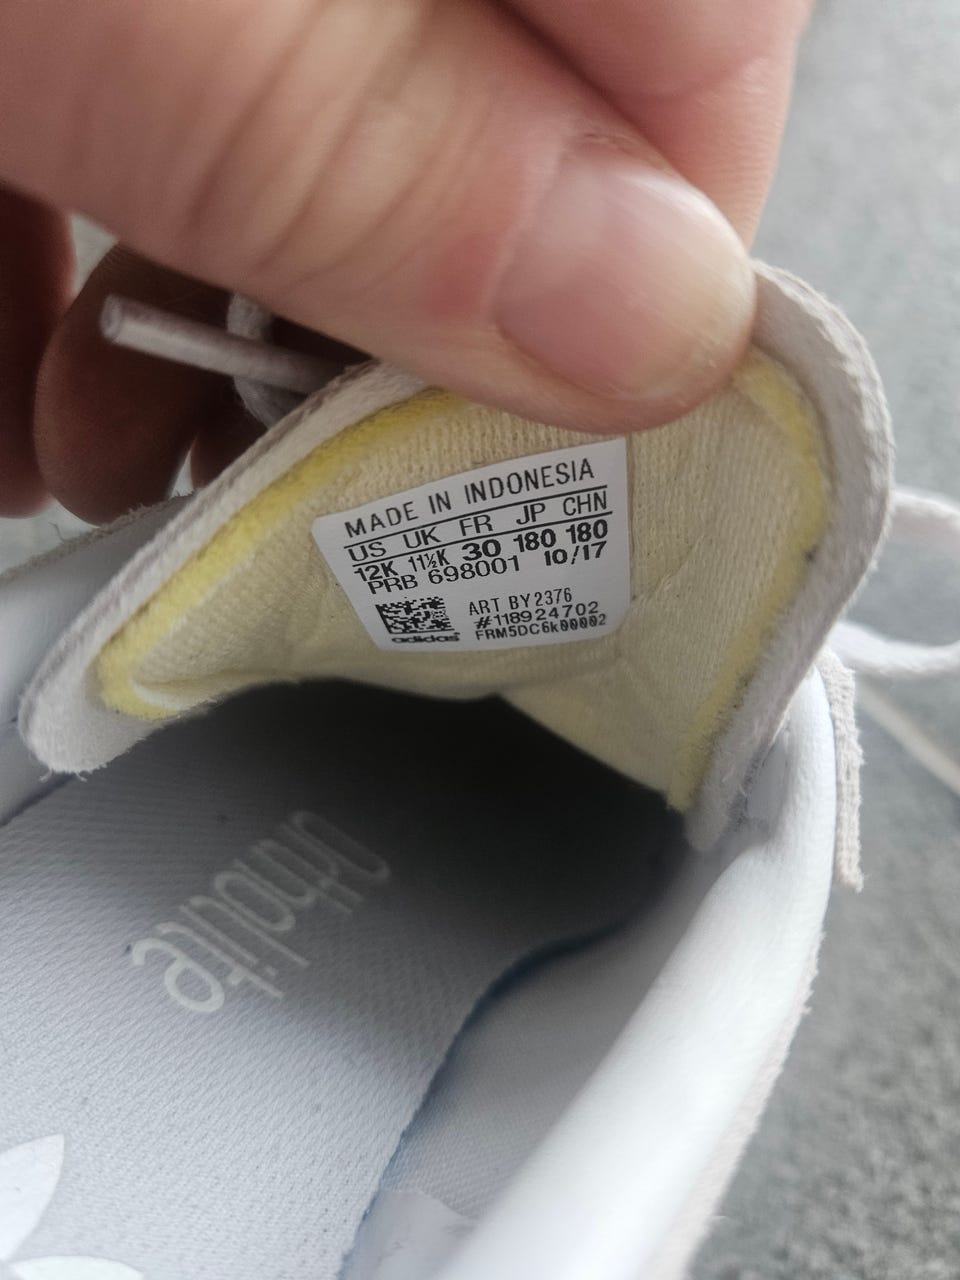 MADE IN INDONESIA
US UK FR JP CHN
12K 11½K 30 180 180
PRB 698001 10/17
ART BY2376
#118924702
FRM5DC6k00002
adidas
ortholite